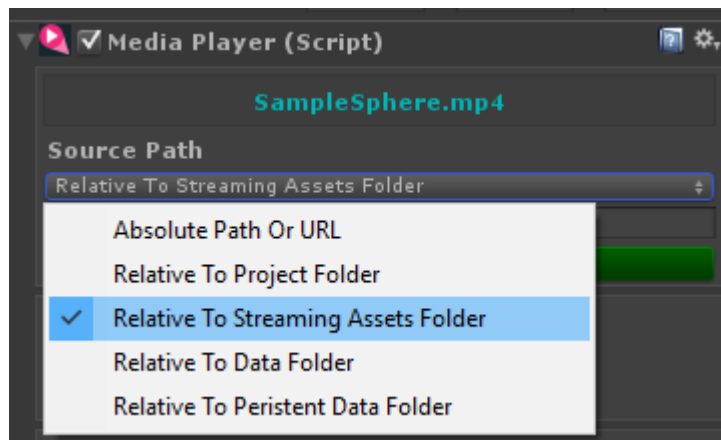 Media Player (Script)
SampleSphere.mp4
Source Path
Relative To Streaming Assets Folder
Absolute Path Or URL
Relative To Project Folder
Relative To Streaming Assets Folder
Relative To Data Folder
Relative To Peristent Data Folder